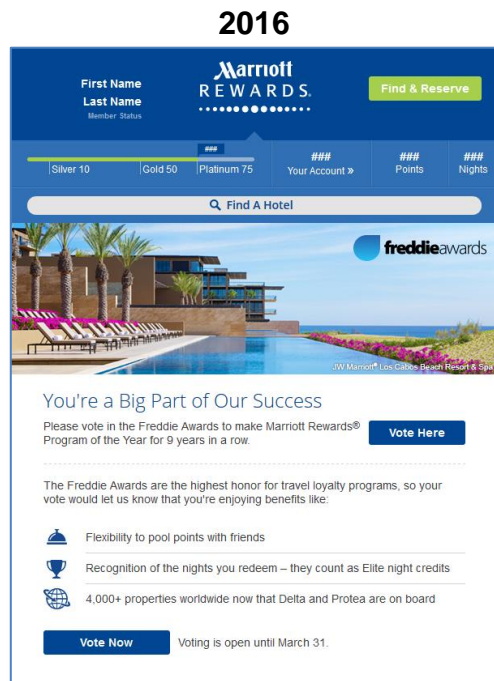 2016
Marriott
REWARDS.
First Name
Last Name
Member Status
Find & Reserve
###
Silver 10
Gold 50
Platinum 75
###
Your Account »
###
Points
###
Nights
Find A Hotel
freddieawards
JW Marriott® Los Cabos Beach Resort & Spa
You're a Big Part of Our Success
Please vote in the Freddie Awards to make Marriott Rewards®
Program of the Year for 9 years in a row.
Vote Here
The Freddie Awards are the highest honor for travel loyalty programs, so your
vote would let us know that you're enjoying benefits like:
Flexibility to pool points with friends
Recognition of the nights you redeem – they count as Elite night credits
4,000+ properties worldwide now that Delta and Protea are on board
Vote Now
Voting is open until March 31.